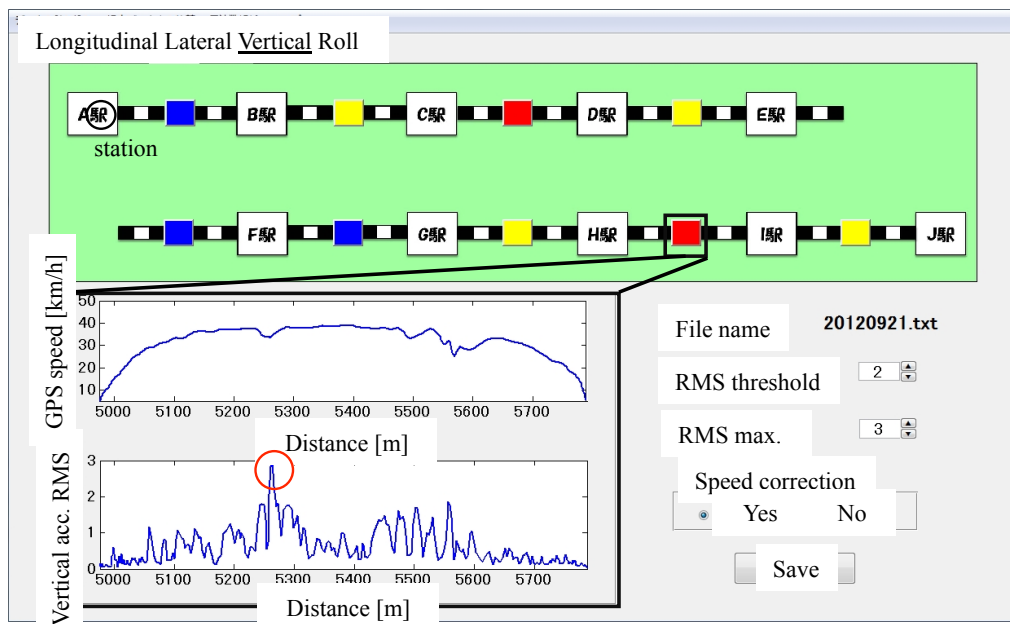 Longitudinal Lateral Vertical Roll
A駅 B駅 C駅 D駅 E駅
station
F駅 G駅 H駅 I駅 J駅
GPS speed [km/h]
50
40
30
20
10
5000 5100 5200 5300 5400 5500 5600 5700
Distance [m]
Vertical acc. RMS
3
2
1
0
5000 5100 5200 5300 5400 5500 5600 5700
Distance [m]
File name 20120921.txt
RMS threshold 2
RMS max. 3
Speed correction
Yes No
Save